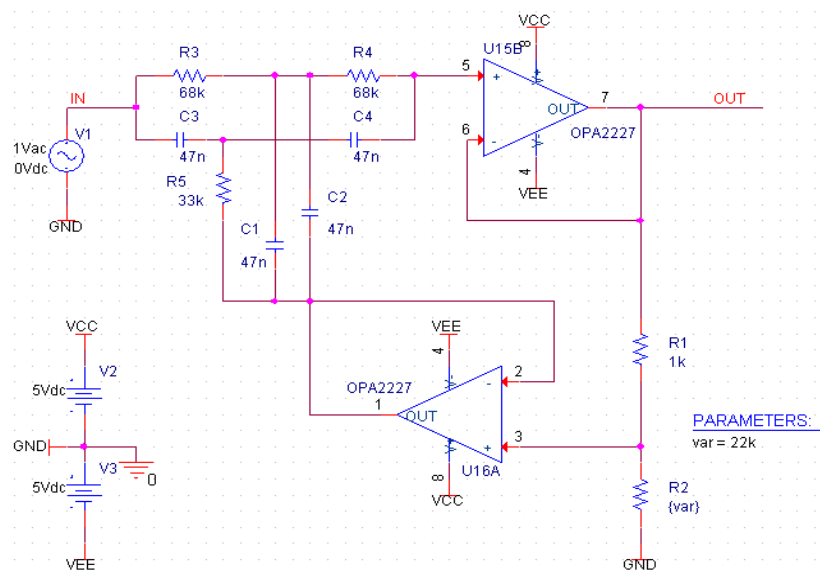 VCC
U15B
8
R3
R4
5
+
V+
7
OUT
68k
68k
IN
OUT
C3
C4
6
-
V-
OPA2227
V1
1Vac
0Vdc
47n
47n
4
VEE
R5
33k
C2
47n
GND
C1
47n
VCC
VEE
4
R1
1k
V2
5Vdc
OPA2227
V-
2
-
1
OUT
PARAMETERS:
var = 22k
GND
0
V3
5Vdc
3
+
V+
U16A
8
VCC
R2
{var}
VEE
GND